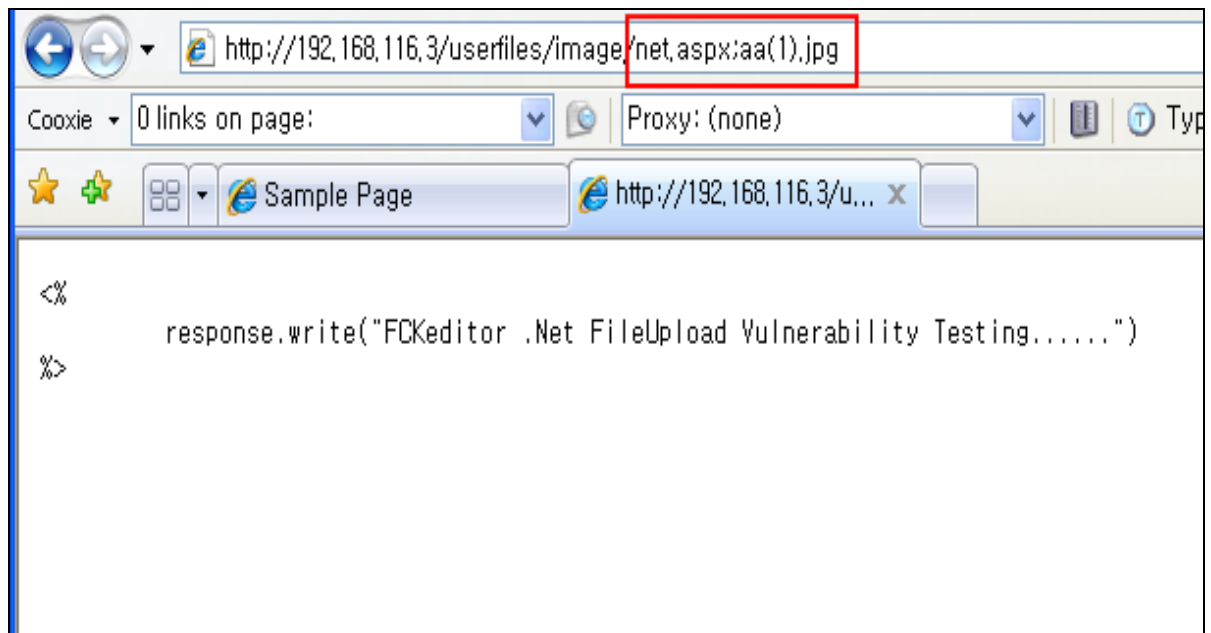 http://192,168,116,3/userfiles/image/net,aspx;aa(1),jpg
Cooxie 0 links on page: Proxy: (none) Typ
Sample Page http://192,168,116,3/u... x
<%
response.write("FCKeditor .Net FileUpload Vulnerability Testing......")
%>